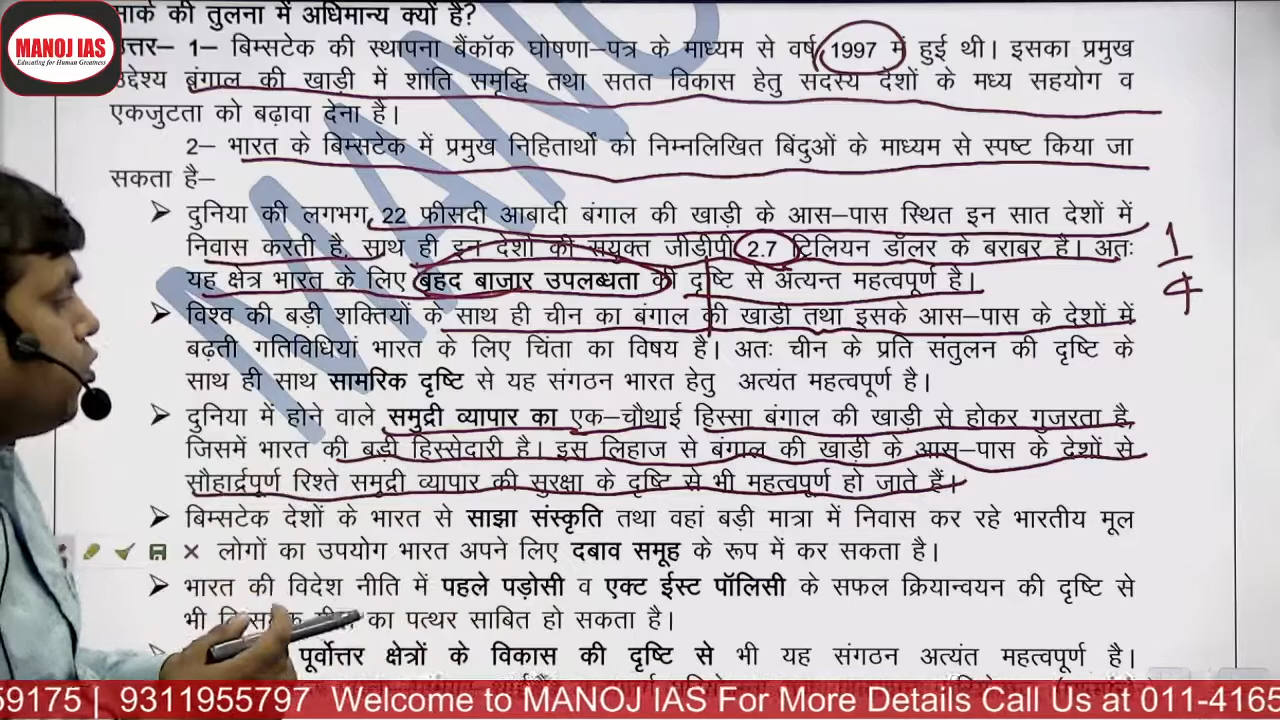 सार्क की तुलना में अधिमान्य क्यों है?
MANOJ IAS
Educating for Human Greatness
उत्तर– 1– बिम्सटेक की स्थापना बैंकॉक घोषणा–पत्र के माध्यम से वर्ष 1997 में हुई थी। इसका प्रमुख
उद्देश्य बंगाल की खाड़ी में शांति समृद्धि तथा सतत विकास हेतु सदस्य देशों के मध्य सहयोग व
एकजुटता को बढ़ावा देना है।
2– भारत के बिम्सटेक में प्रमुख निहितार्थो को निम्नलिखित बिंदुओं के माध्यम से स्पष्ट किया जा
सकता है–
➢ दुनिया की लगभग 22 फीसदी आबादी बंगाल की खाड़ी के आस–पास स्थित इन सात देशों में
निवास करती है, साथ ही इन देशों की संयुक्त जीडीपी 2.7 ट्रिलियन डॉलर के बराबर है। अतः
यह क्षेत्र भारत के लिए बृहद बाजार उपलब्धता की दृष्टि से अत्यन्त महत्वपूर्ण है।
1/4
➢ विश्व की बड़ी शक्तियों के साथ ही चीन का बंगाल की खाडी तथा इसके आस–पास के देशों में
बढ़ती गतिविधियां भारत के लिए चिंता का विषय है। अतः चीन के प्रति संतुलन की दृष्टि के
साथ ही साथ सामरिक दृष्टि से यह संगठन भारत हेतु अत्यंत महत्वपूर्ण है।
➢ दुनिया में होने वाले समुद्री व्यापार का एक–चौथाई हिस्सा बंगाल की खाड़ी से होकर गुजरता है,
जिसमें भारत की बड़ी हिस्सेदारी है। इस लिहाज से बंगाल की खाड़ी के आस–पास के देशों से
सौहार्द्रपूर्ण रिश्ते समुद्री व्यापार की सुरक्षा के दृष्टि से भी महत्वपूर्ण हो जाते हैं।
➢ बिम्सटेक देशों के भारत से साझा संस्कृति तथा वहां बड़ी मात्रा में निवास कर रहे भारतीय मूल
लोगों का उपयोग भारत अपने लिए दबाव समूह के रूप में कर सकता है।
➢ भारत की विदेश नीति में पहले पड़ोसी व एक्ट ईस्ट पॉलिसी के सफल क्रियान्वयन की दृष्टि से
भी का पत्थर साबित हो सकता है।
पूर्वोत्तर क्षेत्रों के विकास की दृष्टि से भी यह संगठन अत्यंत महत्वपूर्ण है।
59175 | 9311955797 Welcome to MANOJ IAS For More Details Call Us at 011-4165